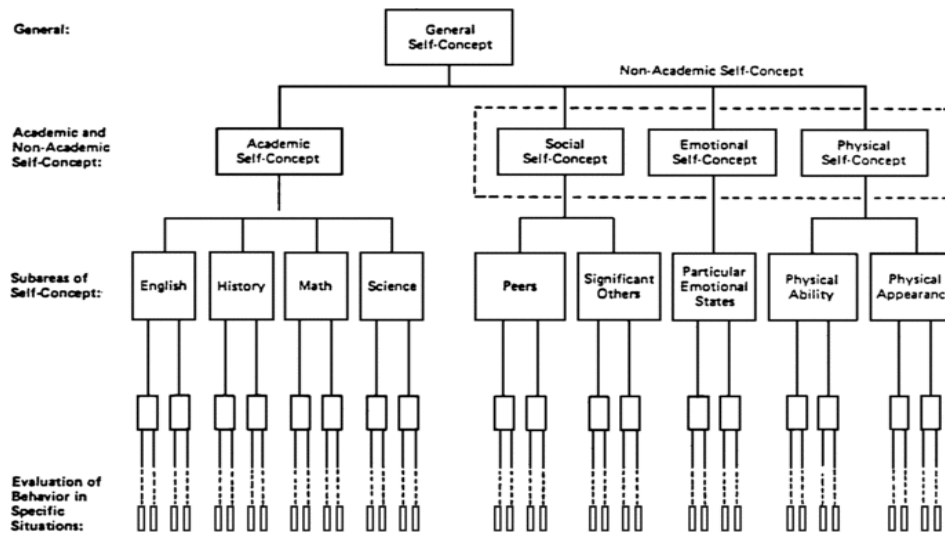 General:
General
Self-Concept
Non-Academic Self-Concept
Academic and
Non-Academic
Self-Concept:
Academic
Self-Concept
Social
Self-Concept
Emotional
Self-Concept
Physical
Self-Concept
Subareas of
Self-Concept:
English
History
Math
Science
Peers
Significant
Others
Particular
Emotional
States
Physical
Ability
Physical
Appearanc
Evaluation of
Behavior in
Specific
Situations: